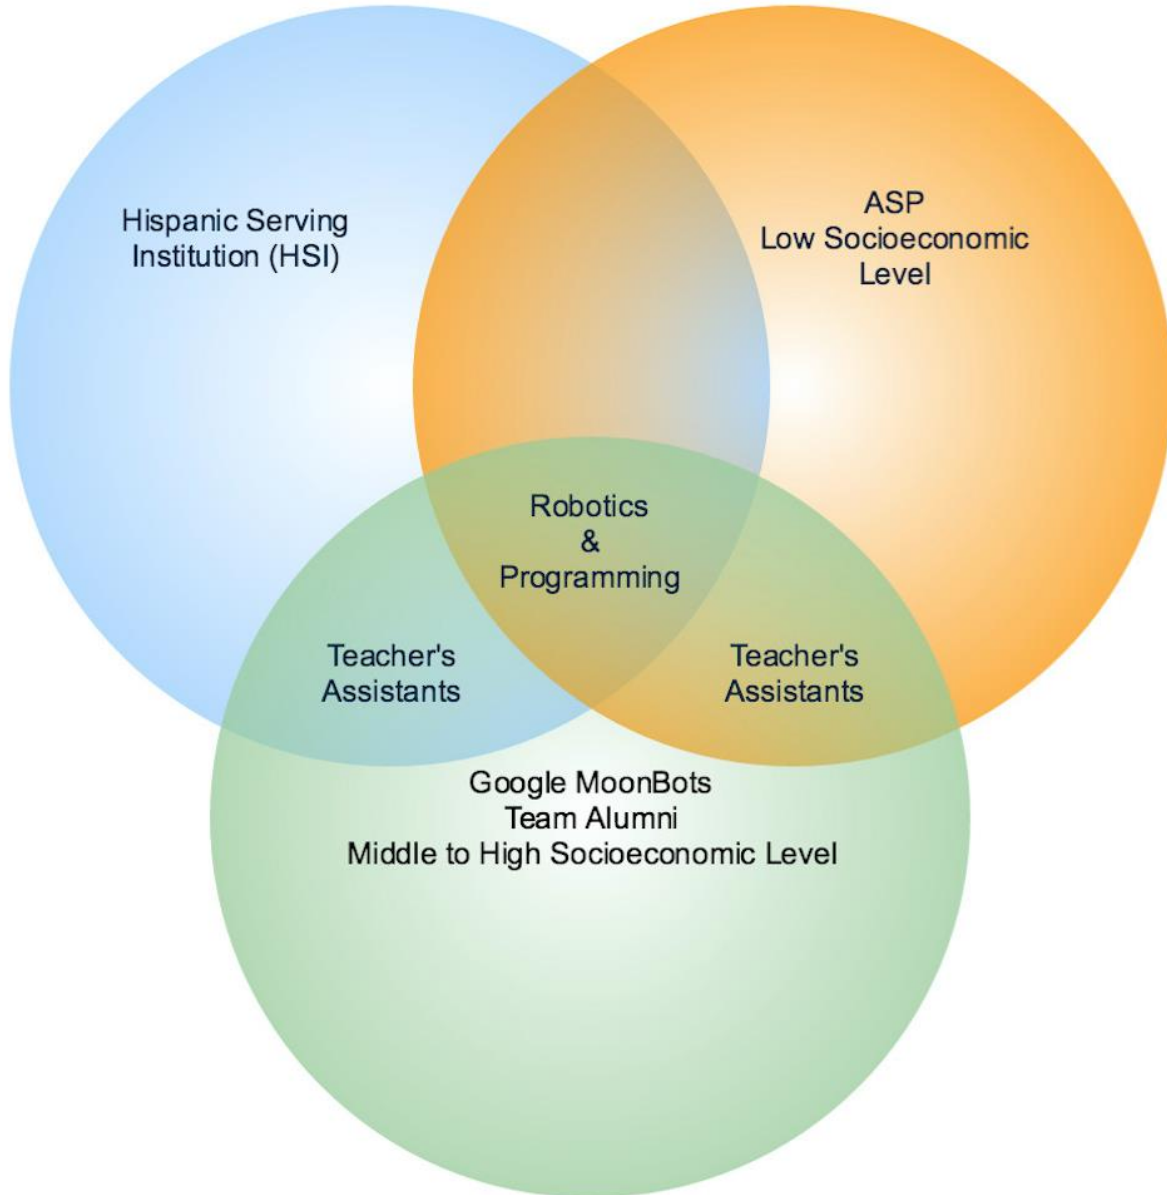 Hispanic Serving
Institution (HSI)
ASP
Low Socioeconomic
Level
Robotics
&
Programming
Teacher's
Assistants
Teacher's
Assistants
Google MoonBots
Team Alumni
Middle to High Socioeconomic Level